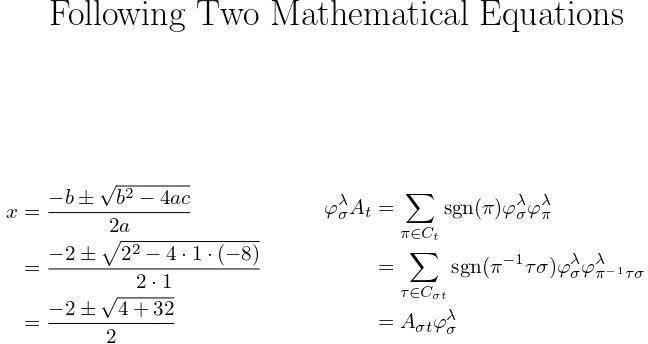 Following Two Mathematical Equations
x = \frac{-b \pm \sqrt{b^2 - 4ac}}{2a}
= \frac{-2 \pm \sqrt{2^2 - 4 \cdot 1 \cdot (-8)}}{2 \cdot 1}
= \frac{-2 \pm \sqrt{4 + 32}}{2}
\varphi_\sigma^\lambda A_t = \sum_{\pi \in C_t} \text{sgn}(\pi) \varphi_\sigma^\lambda \varphi_\pi^\lambda
= \sum_{\tau \in C_{\sigma t}} \text{sgn}(\pi^{-1} \tau \sigma) \varphi_\sigma^\lambda \varphi_{\pi^{-1} \tau \sigma}^\lambda
= A_{\sigma t} \varphi_\sigma^\lambda